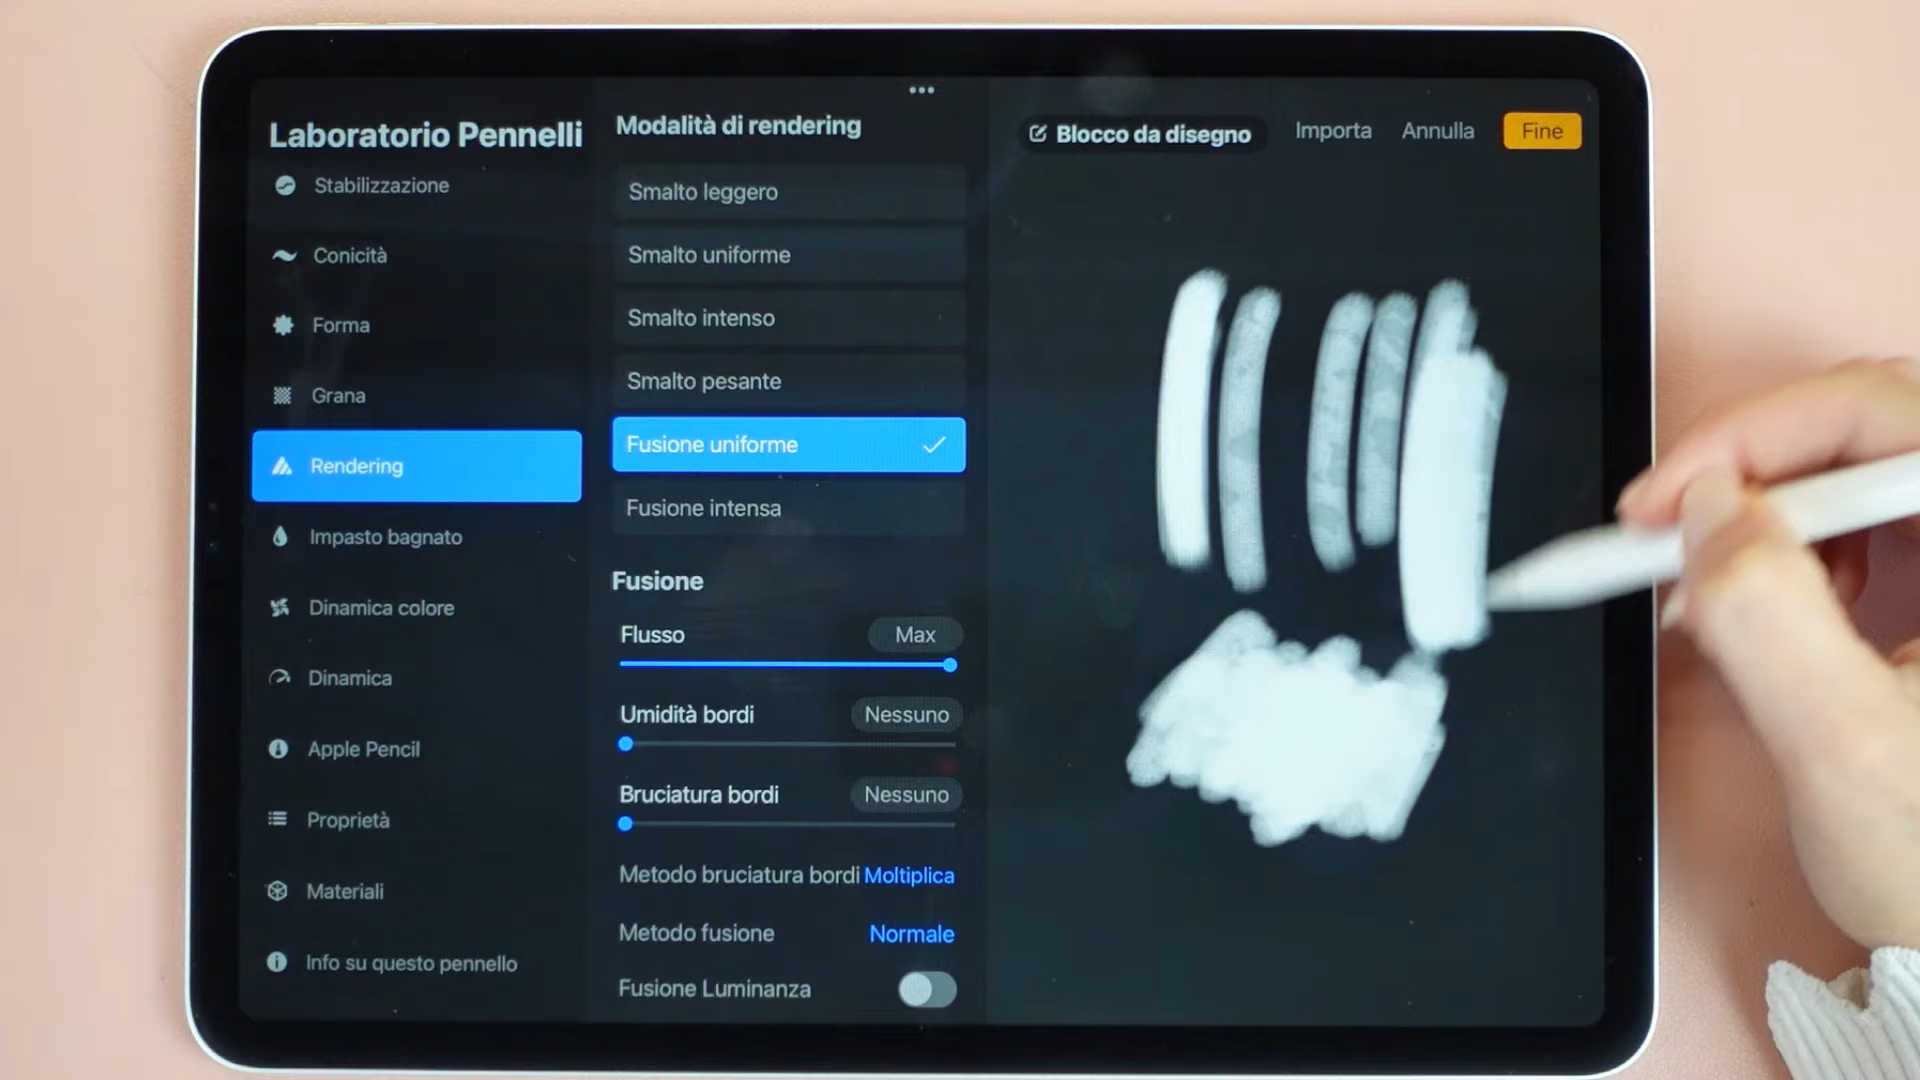 Laboratorio Pennelli
Stabilizzazione
Conicità
Forma
Grana
Rendering
Impasto bagnato
Dinamica colore
Dinamica
Apple Pencil
Proprietà
Materiali
Info su questo pennello
Modalità di rendering
Smalto leggero
Smalto uniforme
Smalto intenso
Smalto pesante
Fusione uniforme
Fusione intensa
Fusione
Flusso Max
Umidità bordi Nessuno
Bruciatura bordi Nessuno
Metodo bruciatura bordi Moltiplica
Metodo fusione Normale
Fusione Luminanza
Blocco da disegno Importa Annulla Fine